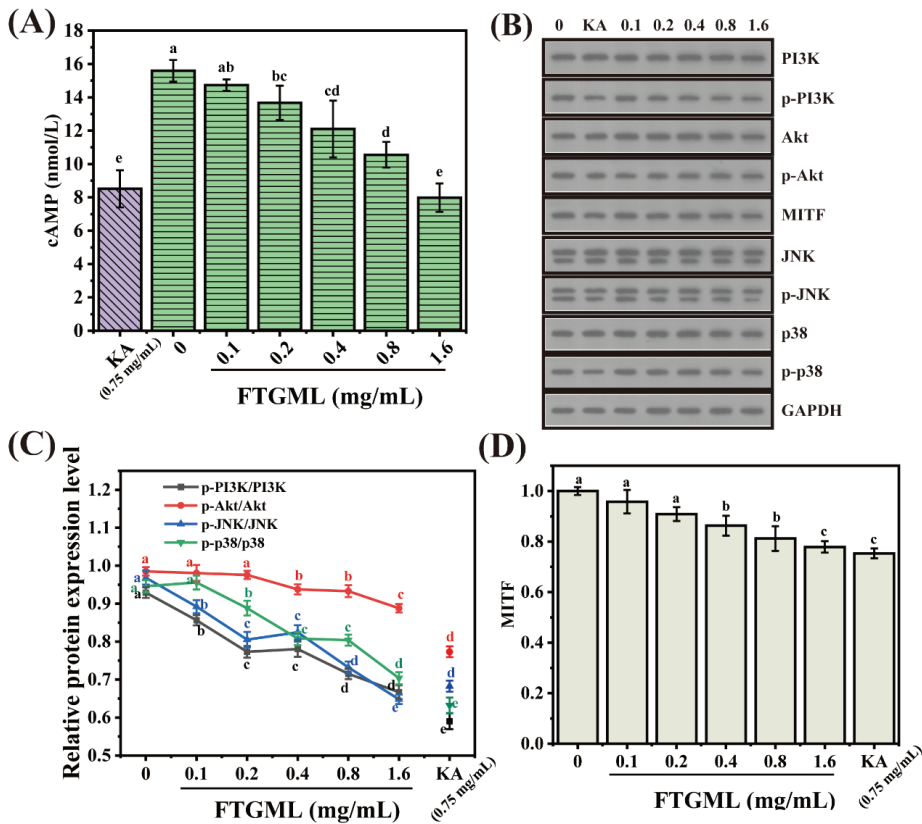 (A)
cAMP (nmol/L)
18
16
14
12
10
8
6
4
2
0
e
a
ab
bc
cd
d
e
KA
(0.75 mg/mL)
0
0.1
0.2
0.4
0.8
1.6
FTGML (mg/mL)
(B)
0 KA 0.1 0.2 0.4 0.8 1.6
PI3K
p-PI3K
Akt
p-Akt
MITF
JNK
p-JNK
p38
p-p38
GAPDH
(C)
Relative protein expression level
1.2
1.1
1.0
0.9
0.8
0.7
0.6
0.5
p-PI3K/PI3K
p-Akt/Akt
p-JNK/JNK
p-p38/p38
a a a b b c d
a b c c d e d
a a b c d d e
a b c c d d e
0 0.1 0.2 0.4 0.8 1.6 KA
(0.75 mg/mL)
FTGML (mg/mL)
(D)
MITF
1.0
0.8
0.6
0.4
0.2
0.0
a a a b b c c
0 0.1 0.2 0.4 0.8 1.6 KA
(0.75 mg/mL)
FTGML (mg/mL)